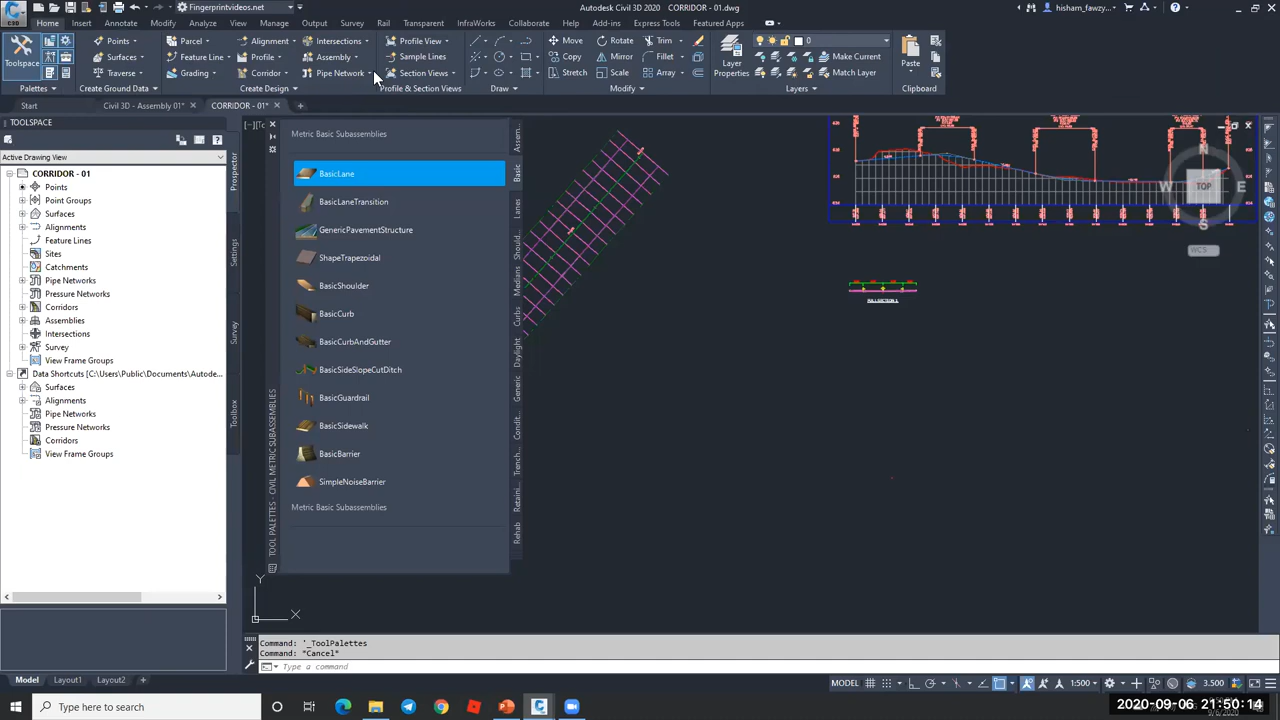 Fingerprintvideos.net
Autodesk Civil 3D 2020 CORRIDOR - 01.dwg
hisham_fawzy...
C3D
Home Insert Annotate Modify Analyze View Manage Output Survey Rail Transparent InfraWorks Collaborate Help Add-ins Express Tools Featured Apps
Toolspace
Points
Surfaces
Traverse
Parcel
Feature Line
Grading
Alignment
Profile
Corridor
Intersections
Assembly
Pipe Network
Profile View
Sample Lines
Section Views
Move
Copy
Stretch
Rotate
Mirror
Scale
Trim
Fillet
Array
Layer
Properties
0
Make Current
Paste
Palettes
Create Ground Data
Create Design
Profile & Section Views
Draw
Modify
Layers
Clipboard
Start
Civil 3D - Assembly 01*
CORRIDOR - 01*
TOOLSPACE
Active Drawing View
CORRIDOR - 01
Points
Point Groups
Surfaces
Alignments
Feature Lines
Sites
Catchments
Pipe Networks
Pressure Networks
Corridors
Assemblies
Intersections
Survey
View Frame Groups
Data Shortcuts [C:\Users\Public\Documents\Autode...
Surfaces
Alignments
Pipe Networks
Pressure Networks
Corridors
View Frame Groups
Prospector
Settings
Survey
Toolbox
Metric Basic Subassemblies
BasicLane
BasicLaneTransition
GenericPavementStructure
ShapeTrapezoidal
BasicShoulder
BasicCurb
BasicCurbAndGutter
BasicSideSlopeCutDitch
BasicGuardrail
BasicSidewalk
BasicBarrier
SimpleNoiseBarrier
Metric Basic Subassemblies
TOOL PALETTES - CIVIL METRIC SUBASSEMBLIES
Assem...
Basic
Lanes
Should...
Medians
Curbs
Daylight
Generic
Condit...
Trench...
Retaini...
Rehab
N
W
TOP
E
S
WCS
Y
X
Command: '_ToolPalettes
Command: *Cancel*
Type a command
Model Layout1 Layout2
MODEL
1:500
3.500
Type here to search
2020-09-06 21:50:14